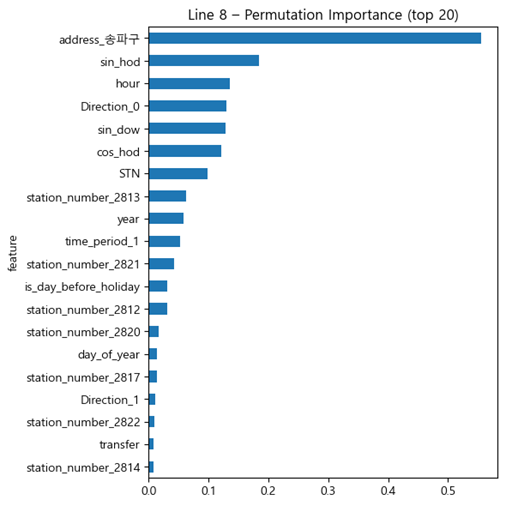 Line 8 – Permutation Importance (top 20)
address_송파구
sin_hod
hour
Direction_0
sin_dow
cos_hod
STN
station_number_2813
year
time_period_1
station_number_2821
is_day_before_holiday
station_number_2812
station_number_2820
day_of_year
station_number_2817
Direction_1
station_number_2822
transfer
station_number_2814
feature
0.0 0.1 0.2 0.3 0.4 0.5